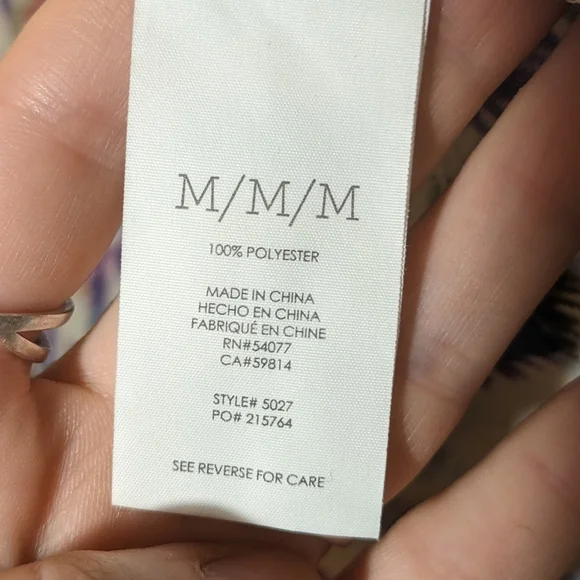 M/M/M
100% POLYESTER
MADE IN CHINA
HECHO EN CHINA
FABRIQUÉ EN CHINE
RN#54077
CA#59814
STYLE# 5027
PO# 215764
SEE REVERSE FOR CARE